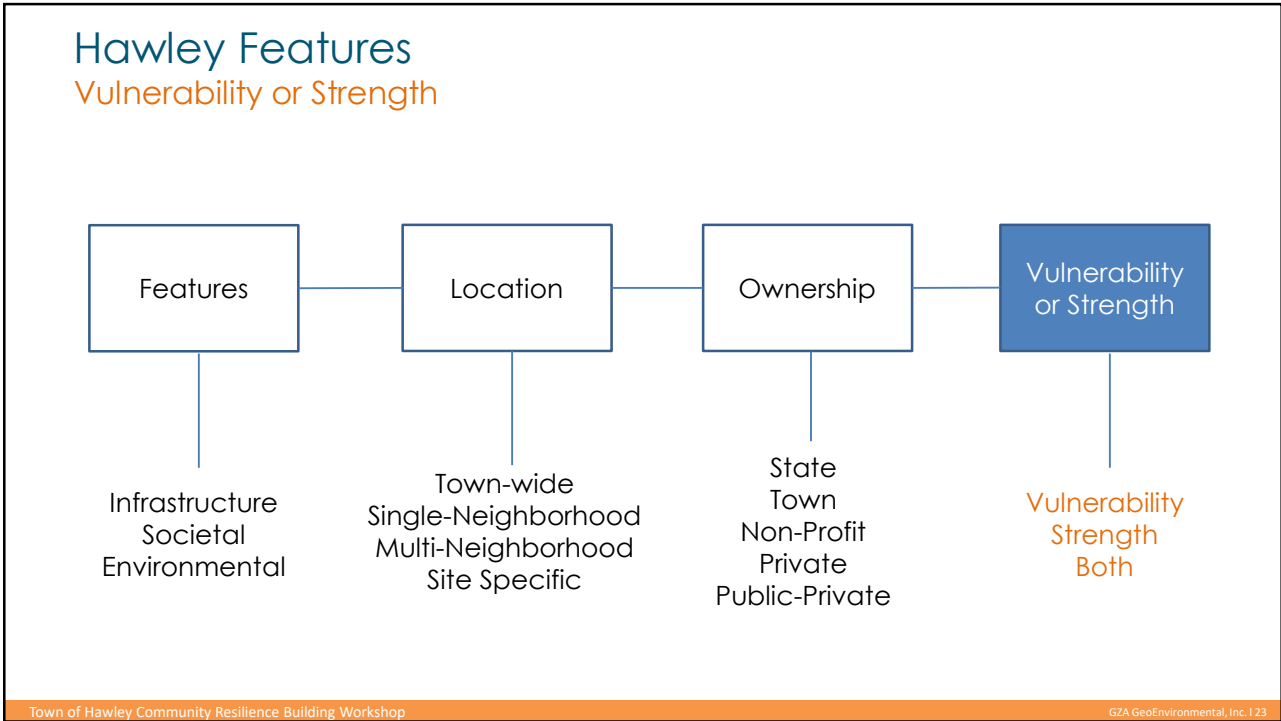 Hawley Features
Vulnerability or Strength
Features
Location
Ownership
Vulnerability
or Strength
Infrastructure
Societal
Environmental
Town-wide
Single-Neighborhood
Multi-Neighborhood
Site Specific
State
Town
Non-Profit
Private
Public-Private
Vulnerability
Strength
Both
Town of Hawley Community Resilience Building Workshop
GZA GeoEnvironmental, Inc. I 23